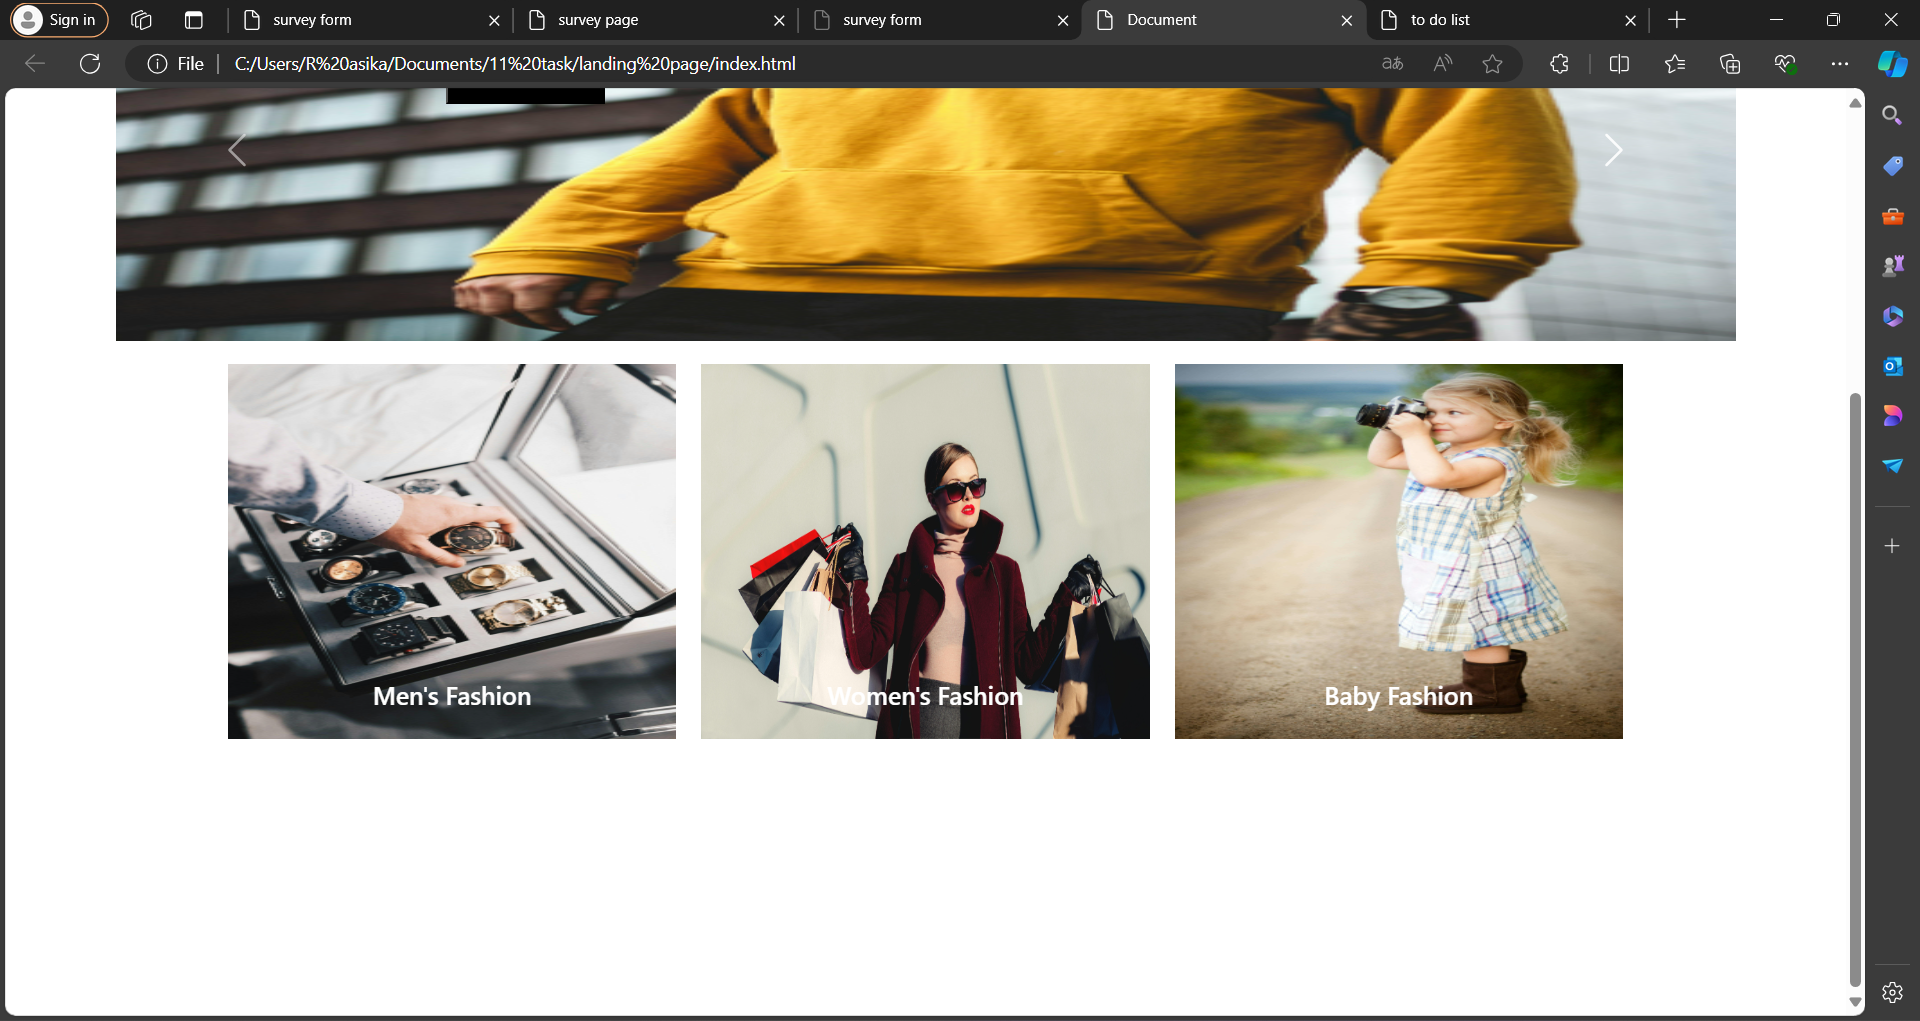 Sign in
survey form
survey page
survey form
Document
to do list
File
C:/Users/R%20asika/Documents/11%20task/landing%20page/index.html
Men's Fashion
Women's Fashion
Baby Fashion